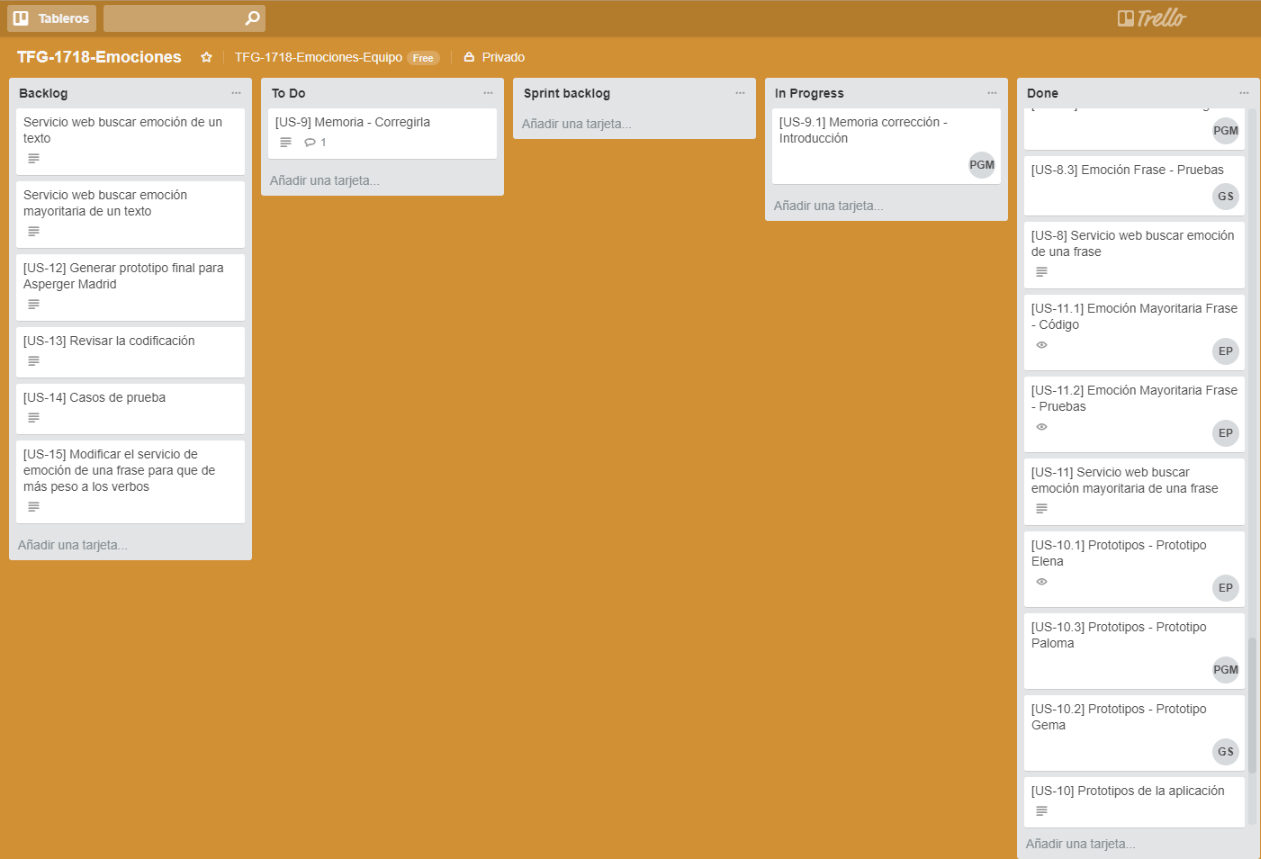 Tableros
Trello
TFG-1718-Emociones
TFG-1718-Emociones-Equipo Free
Privado
Backlog
Servicio web buscar emoción de un
texto
Servicio web buscar emoción
mayoritaria de un texto
[US-12] Generar prototipo final para
Asperger Madrid
[US-13] Revisar la codificación
[US-14] Casos de prueba
[US-15] Modificar el servicio de
emoción de una frase para que de
más peso a los verbos
Añadir una tarjeta...
To Do
[US-9] Memoria - Corregirla
1
Añadir una tarjeta...
Sprint backlog
Añadir una tarjeta...
In Progress
[US-9.1] Memoria corrección -
Introducción
PGM
Añadir una tarjeta...
Done
PGM
[US-8.3] Emoción Frase - Pruebas
GS
[US-8] Servicio web buscar emoción
de una frase
[US-11.1] Emoción Mayoritaria Frase
- Código
EP
[US-11.2] Emoción Mayoritaria Frase
- Pruebas
EP
[US-11] Servicio web buscar
emoción mayoritaria de una frase
[US-10.1] Prototipos - Prototipo
Elena
EP
[US-10.3] Prototipos - Prototipo
Paloma
PGM
[US-10.2] Prototipos - Prototipo
Gema
GS
[US-10] Prototipos de la aplicación
Añadir una tarjeta...